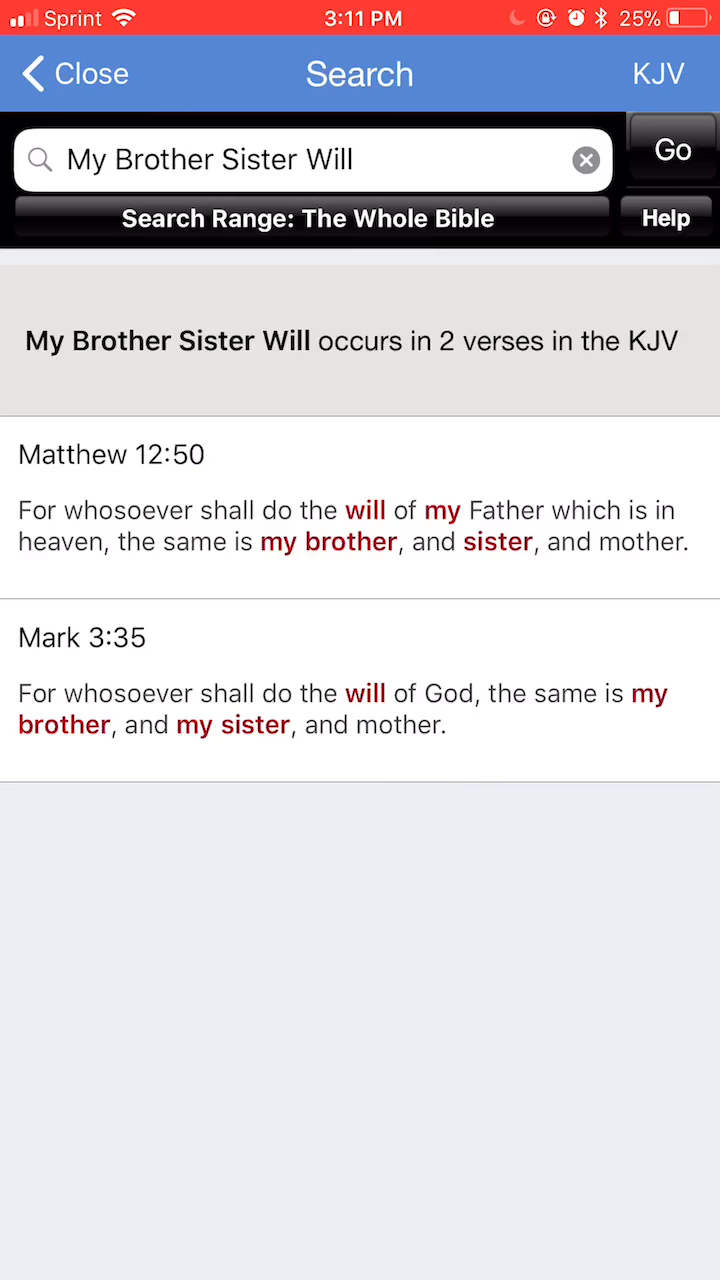 Sprint 3:11 PM 25%
Close Search KJV
My Brother Sister Will Go
Search Range: The Whole Bible Help
My Brother Sister Will occurs in 2 verses in the KJV
Matthew 12:50
For whosoever shall do the will of my Father which is in
heaven, the same is my brother, and sister, and mother.
Mark 3:35
For whosoever shall do the will of God, the same is my
brother, and my sister, and mother.